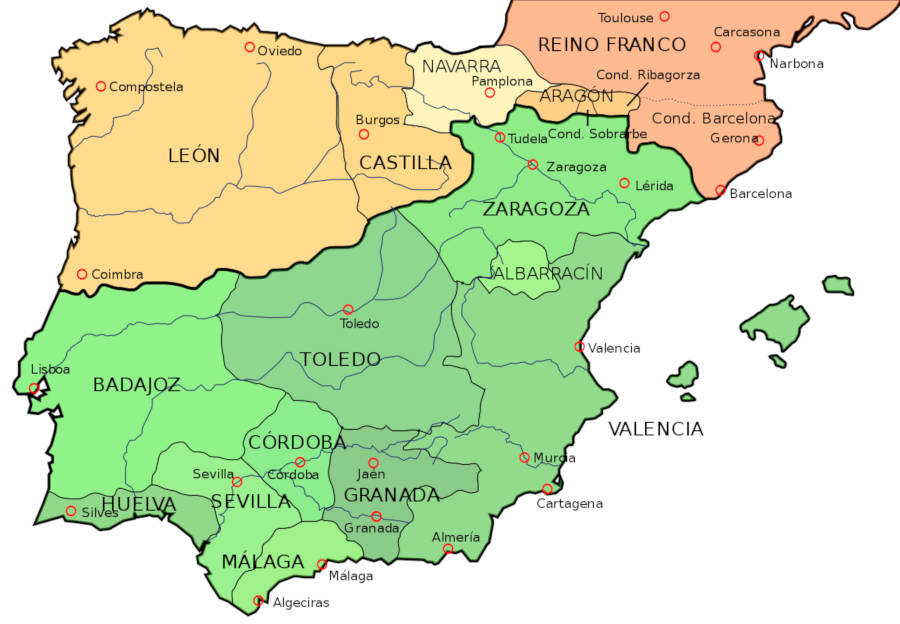 Toulouse
Carcasona
REINO FRANCO
Oviedo
Narbona
NAVARRA
Cond. Ribagorza
Pamplona
Compostela
ARAGÓN
Burgos
Cond. Barcelona
Cond. Sobrarbe
Tudela
Gerona
LEÓN
CASTILLA
Zaragoza
Lérida
Barcelona
ZARAGOZA
Coimbra
ALBARRACÍN
Toledo
Valencia
TOLEDO
Lisboa
BADAJOZ
VALENCIA
CÓRDOBA
Murcia
Sevilla
Córdoba
Jaén
GRANADA
SEVILLA
HUELVA
Cartagena
Silves
Granada
Almería
MÁLAGA
Málaga
Algeciras